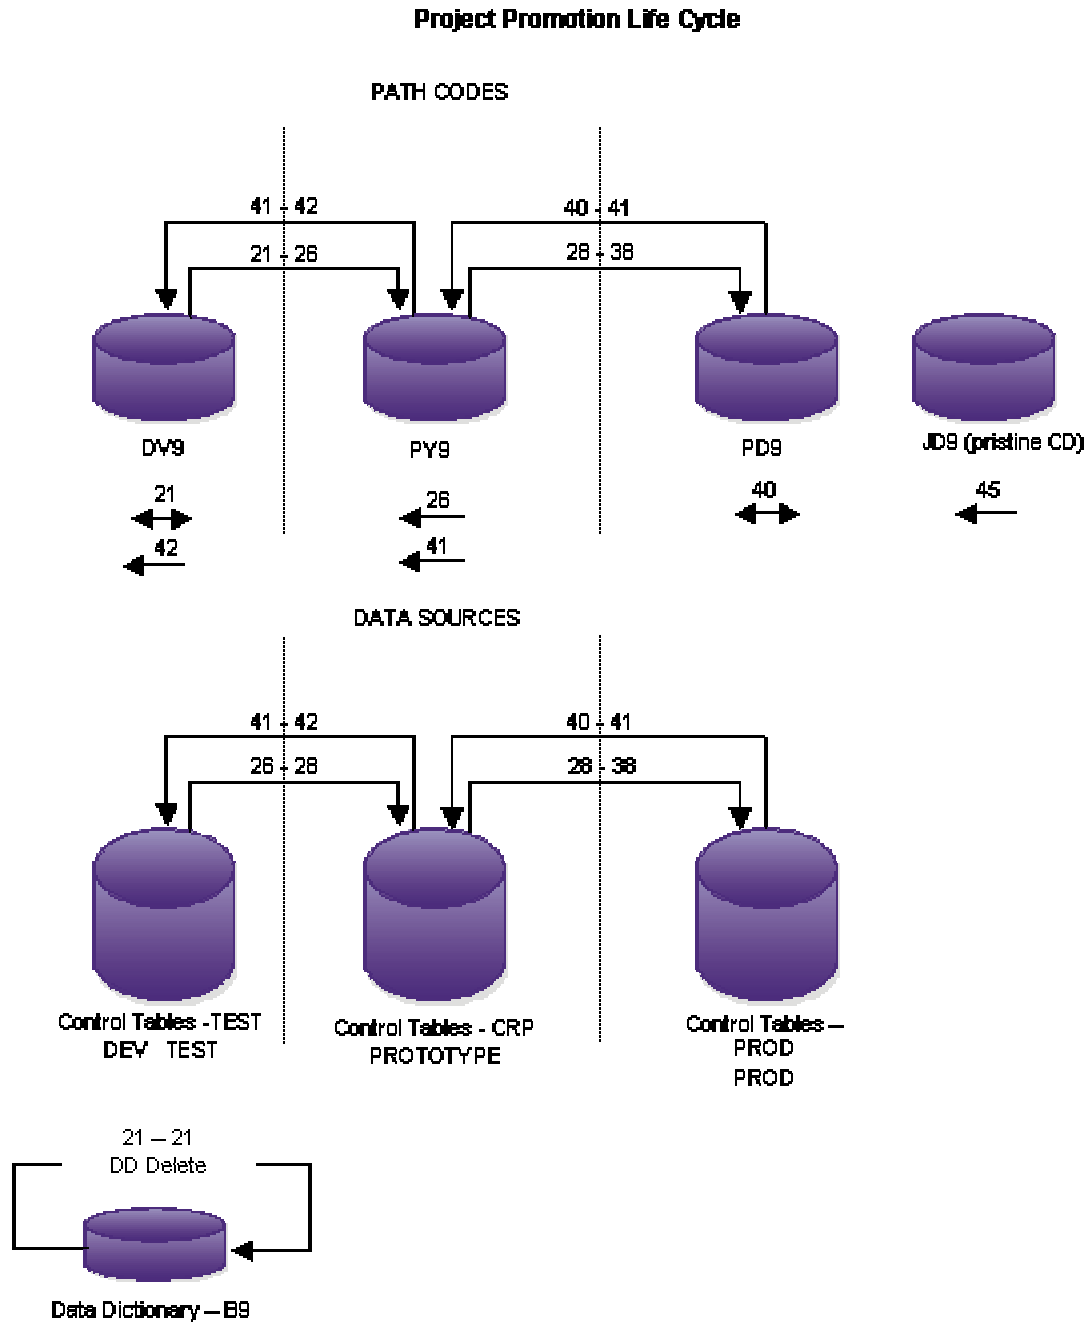 Project Promotion Life Cycle
PATH CODES
41 - 42
40 - 41
21 - 26
28 - 38
DV9
PY9
PD9
JD9 (pristine CD)
21
26
40
45
42
41
DATA SOURCES
41 - 42
40 - 41
26 - 28
28 - 38
Control Tables -TEST
DEV TEST
Control Tables - CRP
PROTOTYPE
Control Tables –
PROD
PROD
21 – 21
DD Delete
Data Dictionary – B9